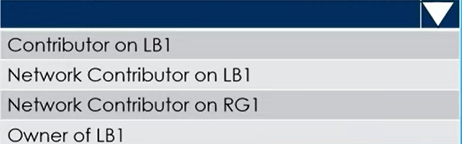 Contributor on LB1
Network Contributor on LB1
Network Contributor on RG1
Owner of LB1